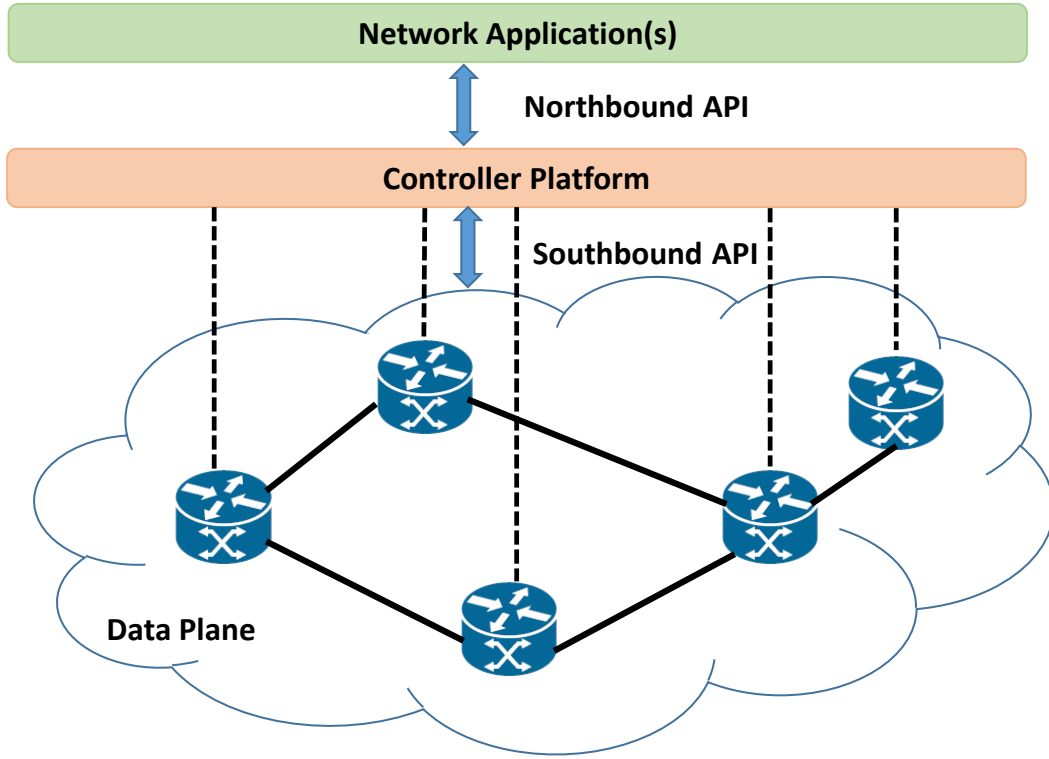 Network Application(s)
Northbound API
Controller Platform
Southbound API
Data Plane